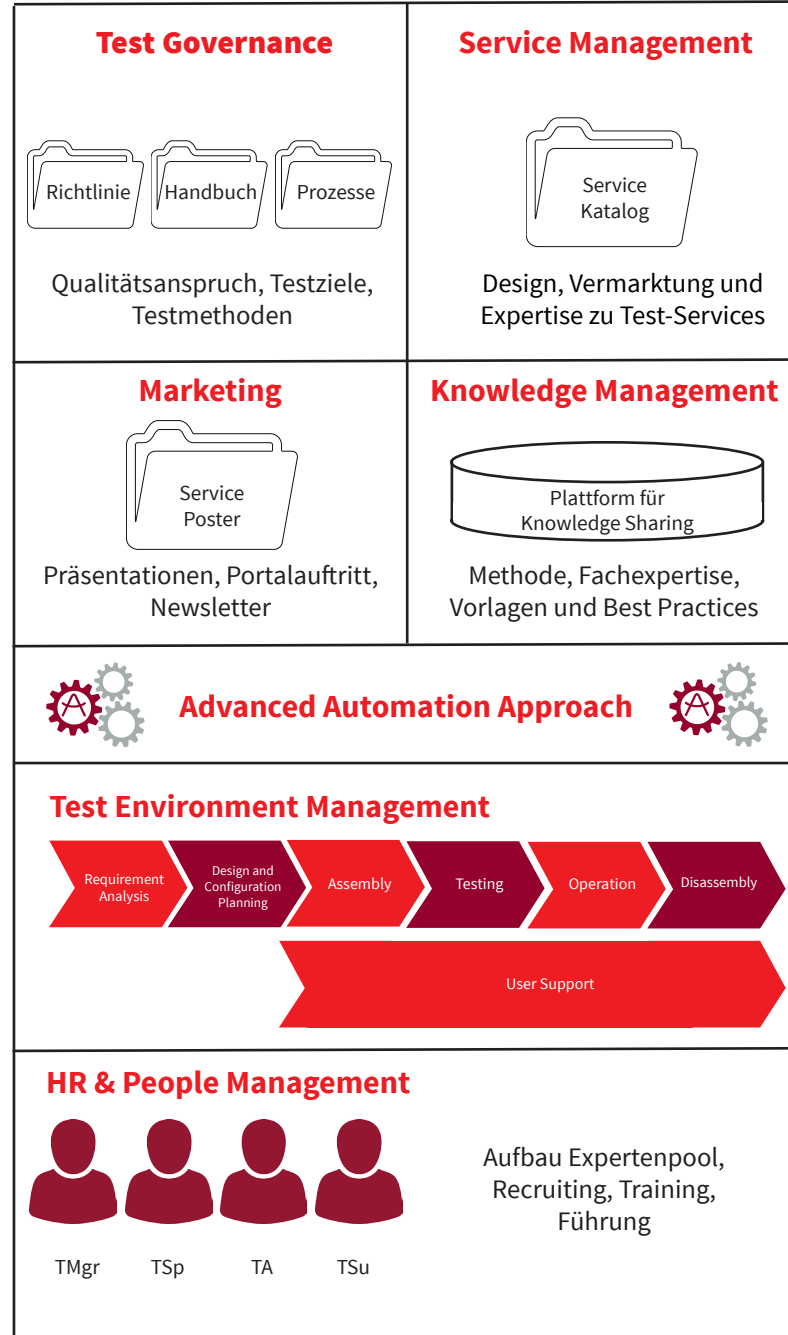 Test Governance
Richtlinie
Handbuch
Prozesse
Qualitätsanspruch, Testziele,
Testmethoden
Service Management
Service
Katalog
Design, Vermarktung und
Expertise zu Test-Services
Marketing
Service
Poster
Präsentationen, Portalauftritt,
Newsletter
Knowledge Management
Plattform für
Knowledge Sharing
Methode, Fachexpertise,
Vorlagen und Best Practices
Advanced Automation Approach
Test Environment Management
Requirement
Analysis
Design and
Configuration
Planning
Assembly
Testing
Operation
Disassembly
User Support
HR & People Management
TMgr
TSp
TA
TSu
Aufbau Expertenpool,
Recruiting, Training,
Führung